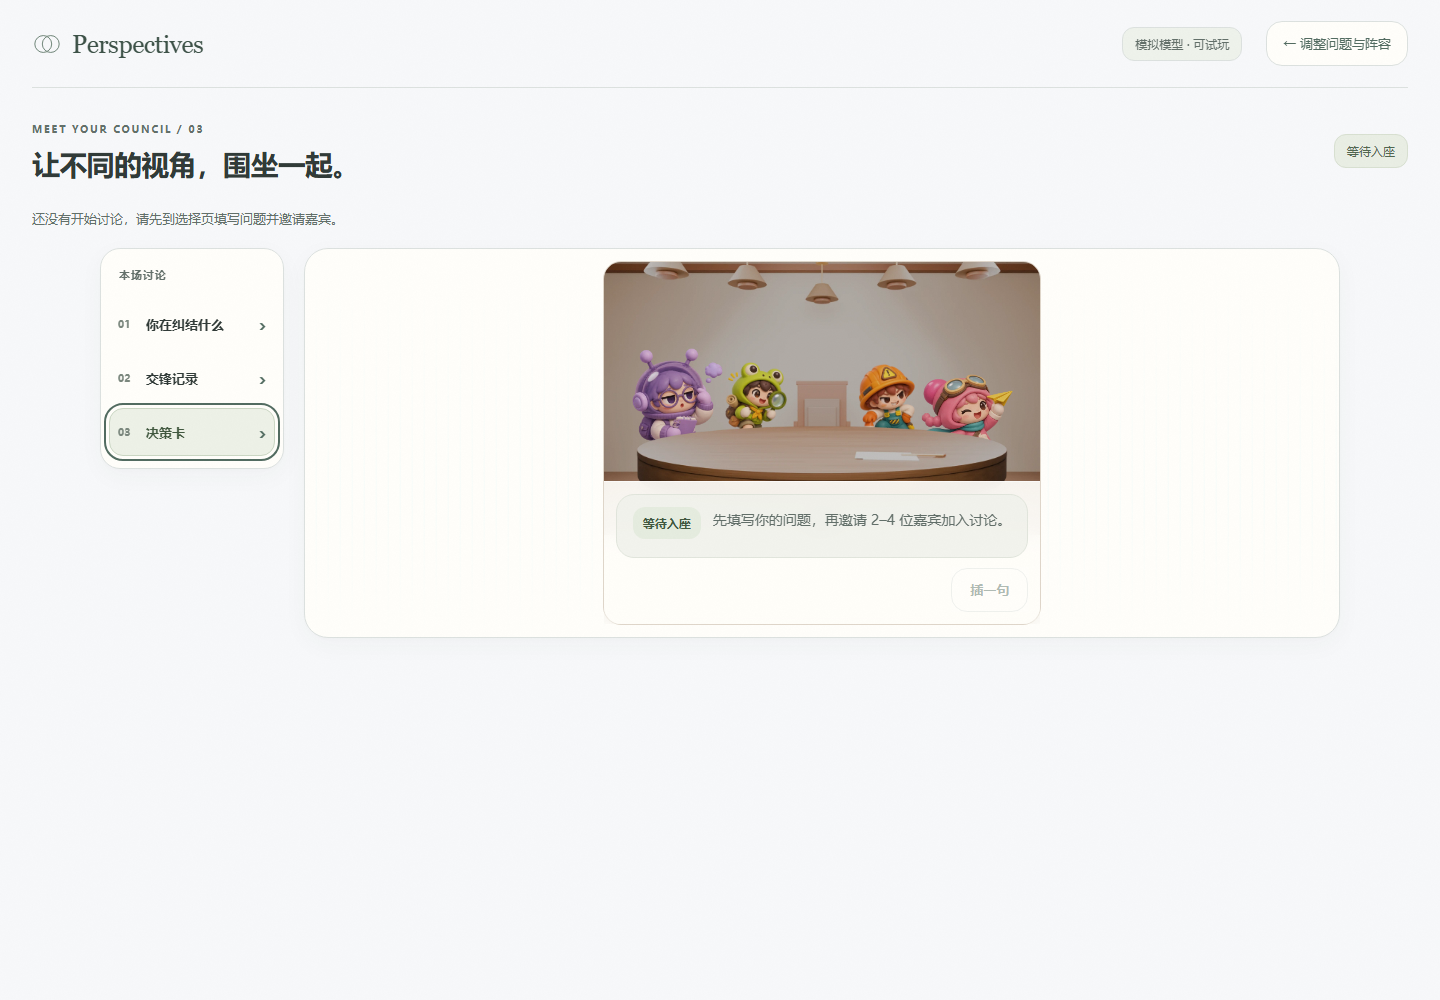 Perspectives
模拟模型 · 可试玩
← 调整问题与阵容
MEET YOUR COUNCIL / 03
让不同的视角，围坐一起。
等待入座
还没有开始讨论，请先到选择页填写问题并邀请嘉宾。
本场讨论
01 你在纠结什么 ›
02 交锋记录 ›
03 决策卡 ›
等待入座 先填写你的问题，再邀请 2–4 位嘉宾加入讨论。
插一句